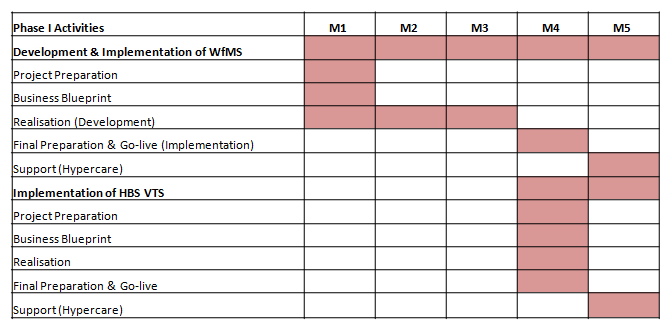 Phase I Activities M1 M2 M3 M4 M5
Development & Implementation of WfMS
Project Preparation
Business Blueprint
Realisation (Development)
Final Preparation & Go-live (Implementation)
Support (Hypercare)
Implementation of HBS VTS
Project Preparation
Business Blueprint
Realisation
Final Preparation & Go-live
Support (Hypercare)